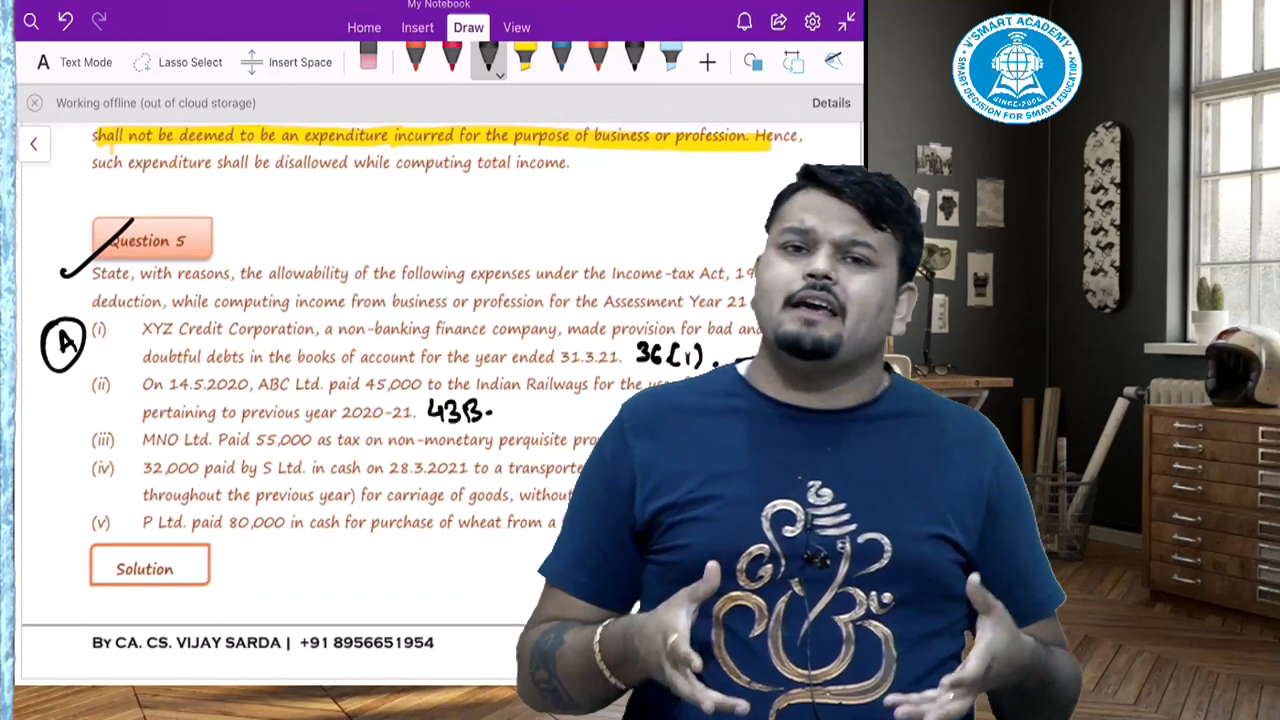 My Notebook
Home Insert Draw View
A Text Mode Lasso Select Insert Space
Working offline (out of cloud storage) Details
shall not be deemed to be an expenditure incurred for the purpose of business or profession. Hence,
such expenditure shall be disallowed while computing total income.
Question 5
State, with reasons, the allowability of the following expenses under the Income-tax Act, 19
deduction, while computing income from business or profession for the Assessment Year 21
A
(i) XYZ Credit Corporation, a non-banking finance company, made provision for bad and
doubtful debts in the books of account for the year ended 31.3.21. 36(1).
(ii) On 14.5.2020, ABC Ltd. paid 45,000 to the Indian Railways for the
pertaining to previous year 2020-21. 43B.
(iii) MNO Ltd. Paid 55,000 as tax on non-monetary perquisite
(iv) 32,000 paid by S Ltd. in cash on 28.3.2021 to a
throughout the previous year) for carriage of goods,
(v) P Ltd. paid 80,000 in cash for purchase of wheat from a
Solution
BY CA. CS. VIJAY SARDA | +91 8956651954
V'SMART ACADEMY
SINCE-2006
SMART DECISION FOR SMART EDUCATION